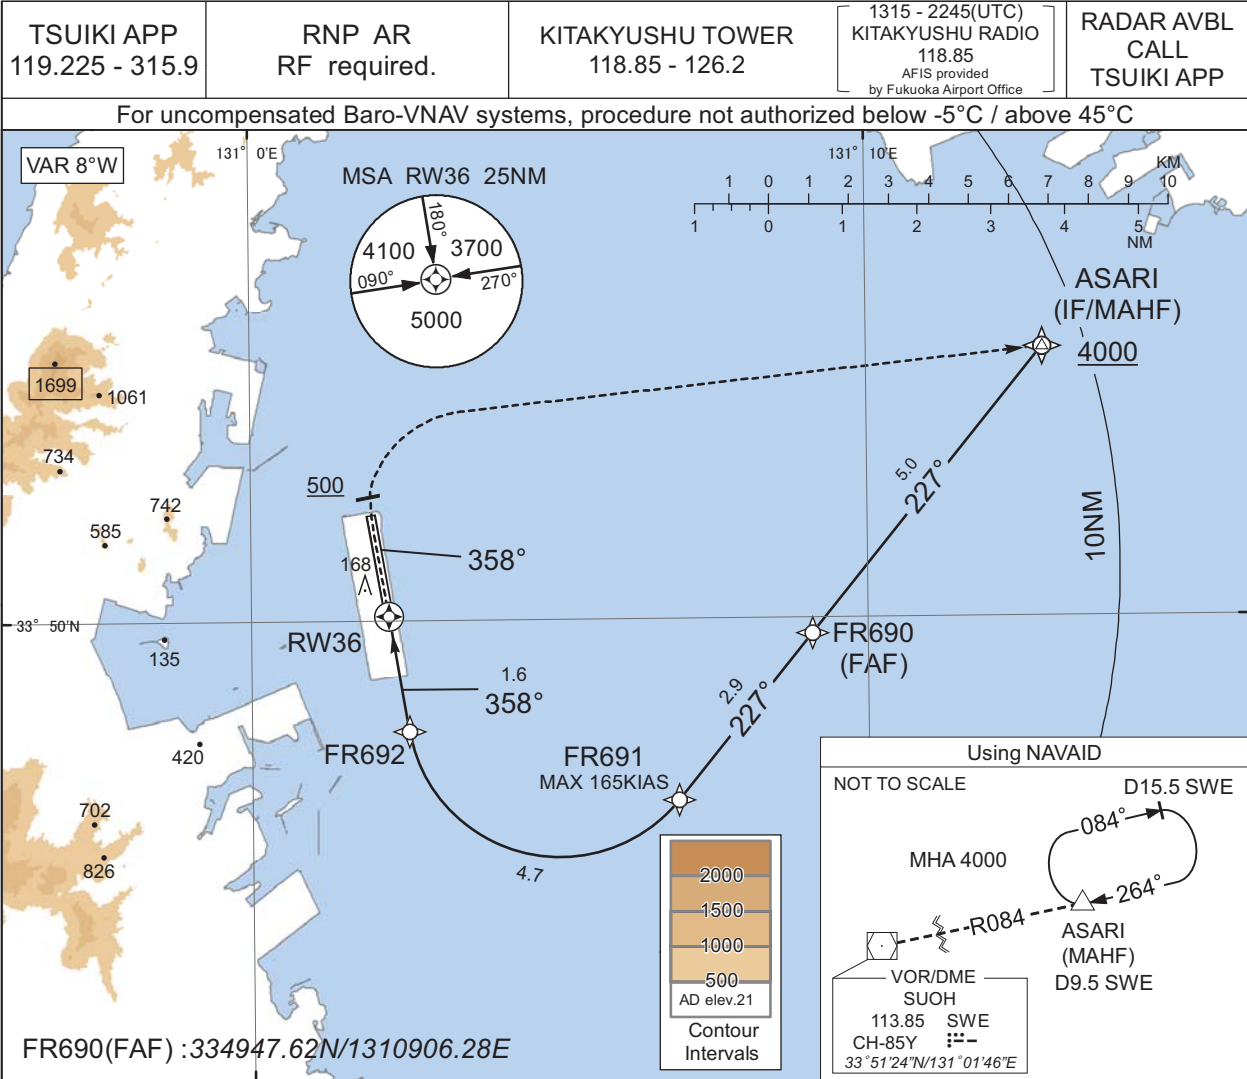 TSUIKI APP
119.225 - 315.9
RNP AR
RF required.
KITAKYUSHU TOWER
118.85 - 126.2
1315 - 2245(UTC)
KITAKYUSHU RADIO
118.85
AFIS provided
by Fukuoka Airport Office
RADAR AVBL
CALL
TSUIKI APP
For uncompensated Baro-VNAV systems, procedure not authorized below -5°C / above 45°C
VAR 8°W
131° 0'E
131° 10'E
MSA RW36 25NM
180°
4100
3700
090°
270°
5000
KM
1 0 1 2 3 4 5 6 7 8 9 10
1 0 1 2 3 4 5
NM
ASARI
(IF/MAHF)
4000
1699
1061
734
742
585
500
168
358°
5.0
227°
10NM
33° 50'N
RW36
135
1.6
358°
FR690
(FAF)
2.9
227°
FR692
420
FR691
MAX 165KIAS
4.7
702
826
2000
1500
1000
500
AD elev.21
Contour
Intervals
Using NAVAID
NOT TO SCALE
D15.5 SWE
084°
MHA 4000
264°
R084
ASARI
(MAHF)
D9.5 SWE
VOR/DME
SUOH
113.85 SWE
CH-85Y
33°51'24"N/131°01'46"E
FR690(FAF) :334947.62N/1310906.28E